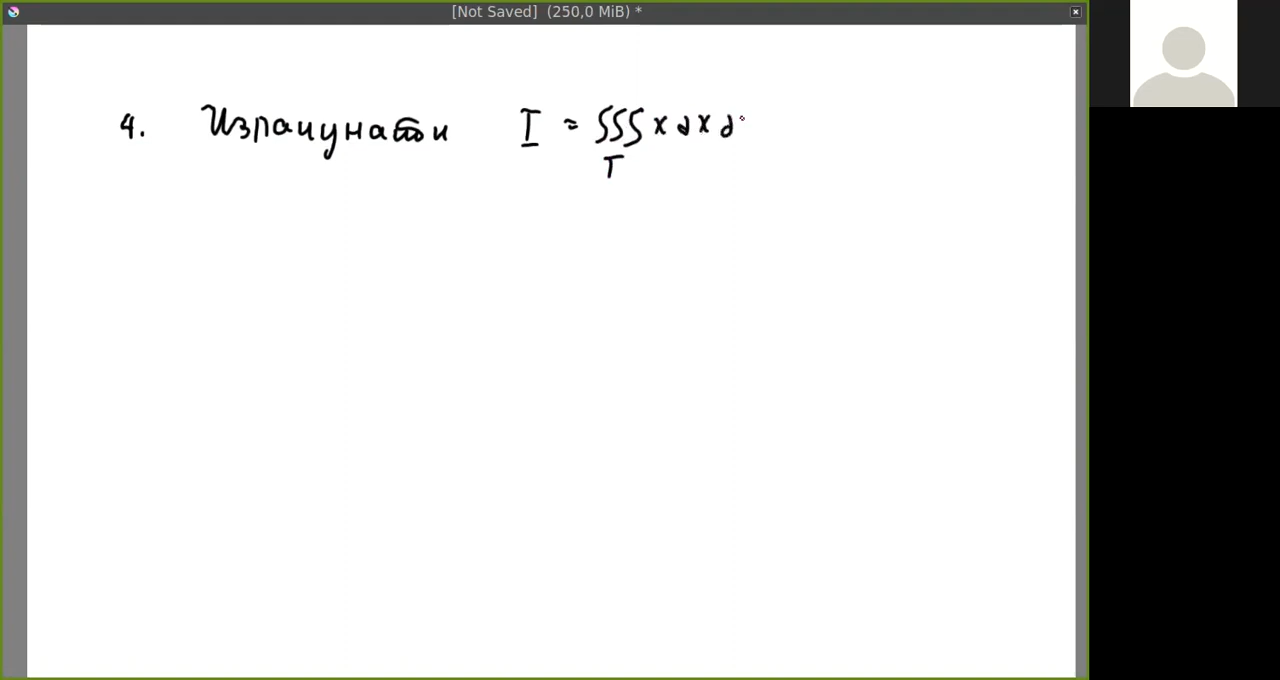 [Not Saved] (250,0 MiB) *
4. Израчунати I = ∭ x dx d
T